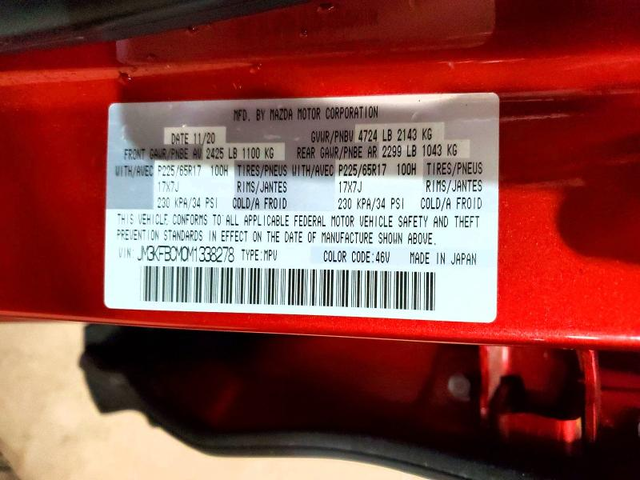 MFD. BY MAZDA MOTOR CORPORATION
DATE 11/20 GVWR/PNBV 4724 LB 2143 KG
FRONT GAWR/PNBE AV 2425 LB 1100 KG REAR GAWR/PNBE AR 2299 LB 1043 KG
WITH/AVEC P225/65R17 100H TIRES/PNEUS WITH/AVEC P225/65R17 100H TIRES/PNEUS
17X7J RIMS/JANTES 17X7J RIMS/JANTES
230 KPA/34 PSI COLD/A FROID 230 KPA/34 PSI COLD/A FROID
THIS VEHICLE CONFORMS TO ALL APPLICABLE FEDERAL MOTOR VEHICLE SAFETY AND THEFT
PREVENTION STANDARDS IN EFFECT ON THE DATE OF MANUFACTURE SHOWN ABOVE.
VIN: JM3KFBCM0M1338278 TYPE:MPV COLOR CODE:46V MADE IN JAPAN